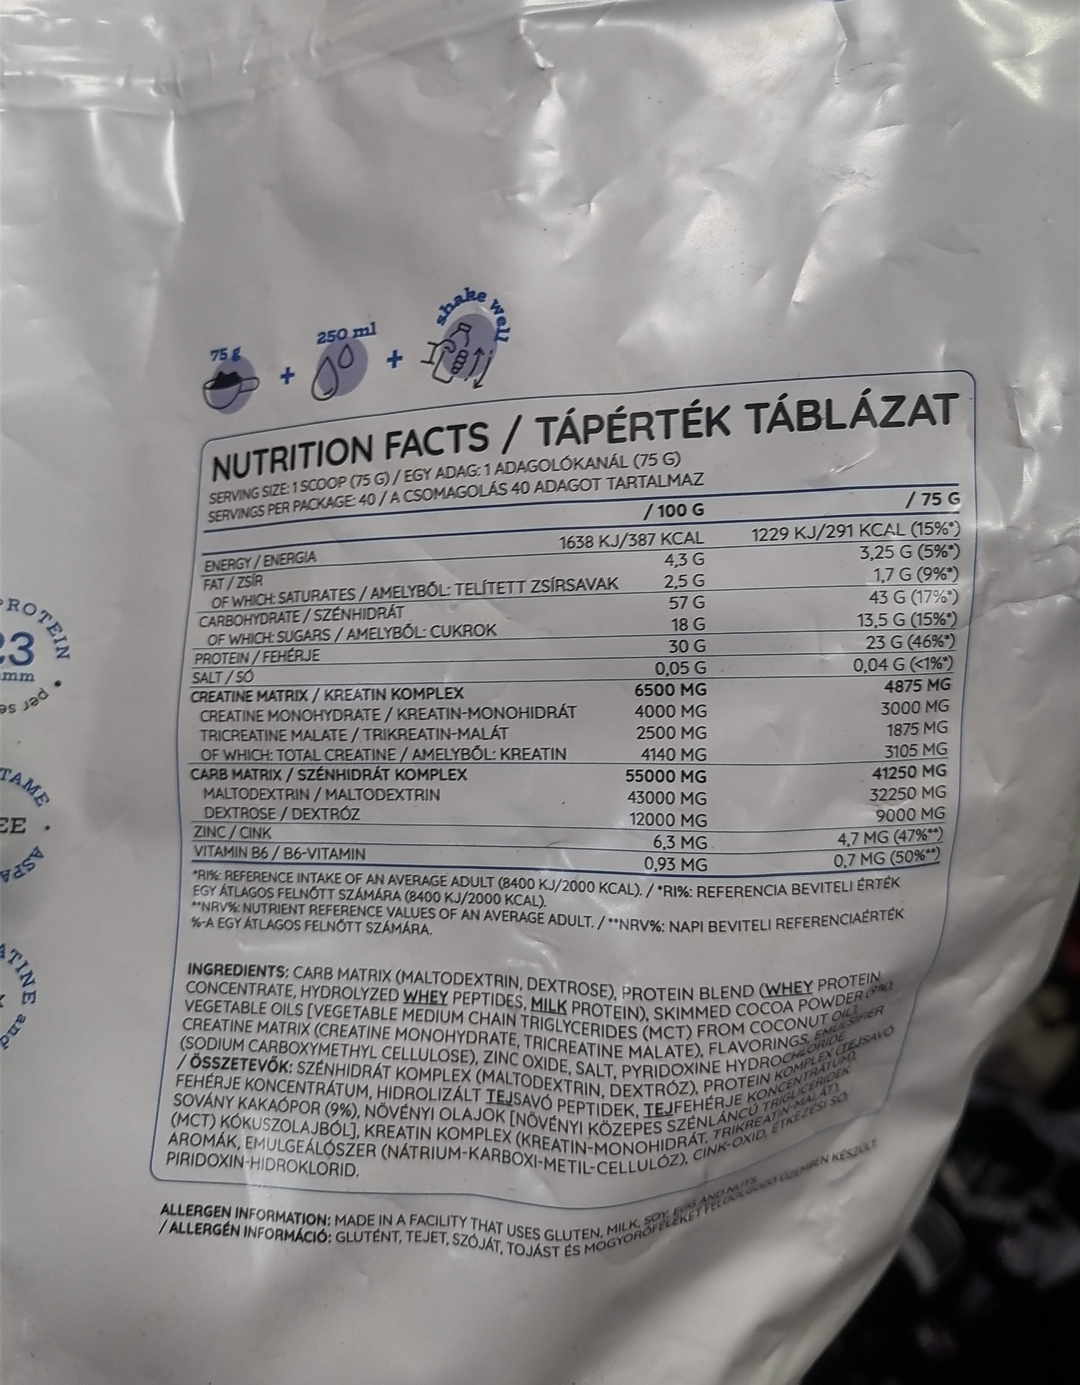 75 g
+
250 ml
+
shake well
NUTRITION FACTS / TÁPÉRTÉK TÁBLÁZAT
SERVING SIZE: 1 SCOOP (75 G) / EGY ADAG: 1 ADAGOLÓKANÁL (75 G)
SERVINGS PER PACKAGE: 40 / A CSOMAGOLÁS 40 ADAGOT TARTALMAZ
/ 100 G / 75 G
ENERGY / ENERGIA 1638 KJ/387 KCAL 1229 KJ/291 KCAL (15%*)
FAT / ZSÍR 4,3 G 3,25 G (5%*)
OF WHICH: SATURATES / AMELYBŐL: TELÍTETT ZSÍRSAVAK 2,5 G 1,7 G (9%*)
CARBOHYDRATE / SZÉNHIDRÁT 57 G 43 G (17%*)
OF WHICH: SUGARS / AMELYBŐL: CUKROK 18 G 13,5 G (15%*)
PROTEIN / FEHÉRJE 30 G 23 G (46%*)
SALT / SÓ 0,05 G 0,04 G (<1%*)
CREATINE MATRIX / KREATIN KOMPLEX 6500 MG 4875 MG
CREATINE MONOHYDRATE / KREATIN-MONOHIDRÁT 4000 MG 3000 MG
TRICREATINE MALATE / TRIKREATIN-MALÁT 2500 MG 1875 MG
OF WHICH: TOTAL CREATINE / AMELYBŐL: KREATIN 4140 MG 3105 MG
CARB MATRIX / SZÉNHIDRÁT KOMPLEX 55000 MG 41250 MG
MALTODEXTRIN / MALTODEXTRIN 43000 MG 32250 MG
DEXTROSE / DEXTRÓZ 12000 MG 9000 MG
ZINC / CINK 6,3 MG 4,7 MG (47%**)
VITAMIN B6 / B6-VITAMIN 0,93 MG 0,7 MG (50%**)
*RI%: REFERENCE INTAKE OF AN AVERAGE ADULT (8400 KJ/2000 KCAL). / *RI%: REFERENCIA BEVITELI ÉRTÉK
EGY ÁTLAGOS FELNŐTT SZÁMÁRA (8400 KJ/2000 KCAL).
**NRV%: NUTRIENT REFERENCE VALUES OF AN AVERAGE ADULT. / **NRV%: NAPI BEVITELI REFERENCIAÉRTÉK
%-A EGY ÁTLAGOS FELNŐTT SZÁMÁRA.
INGREDIENTS: CARB MATRIX (MALTODEXTRIN, DEXTROSE), PROTEIN BLEND (WHEY PROTEIN
CONCENTRATE, HYDROLYZED WHEY PEPTIDES, MILK PROTEIN), SKIMMED COCOA POWDER (9%),
VEGETABLE OILS [VEGETABLE MEDIUM CHAIN TRIGLYCERIDES (MCT) FROM COCONUT OIL],
CREATINE MATRIX (CREATINE MONOHYDRATE, TRICREATINE MALATE), FLAVORINGS, EMULSIFIER
(SODIUM CARBOXYMETHYL CELLULOSE), ZINC OXIDE, SALT, PYRIDOXINE HYDROCHLORIDE
/ ÖSSZETEVŐK: SZÉNHIDRÁT KOMPLEX (MALTODEXTRIN, DEXTRÓZ), PROTEIN KOMPLEX (TEJSAVÓ
FEHÉRJE KONCENTRÁTUM, HIDROLIZÁLT TEJSAVÓ PEPTIDEK, TEJFEHÉRJE KONCENTRÁTUM),
SOVÁNY KAKAÓPOR (9%), NÖVÉNYI OLAJOK [NÖVÉNYI KÖZEPES SZÉNLÁNCÚ TRIGLICERIDEK
(MCT) KÓKUSZOLAJBÓL], KREATIN KOMPLEX (KREATIN-MONOHIDRÁT, TRIKREATIN-MALÁT),
AROMÁK, EMULGEÁLÓSZER (NÁTRIUM-KARBOXI-METIL-CELLULÓZ), CINK-OXID, ÉTKEZÉSI SÓ,
PIRIDOXIN-HIDROKLORID.
ALLERGEN INFORMATION: MADE IN A FACILITY THAT USES GLUTEN, MILK, SOY, EGG AND NUTS.
/ ALLERGÉN INFORMÁCIÓ: GLUTÉNT, TEJET, SZÓJÁT, TOJÁST ÉS MOGYORÓFÉLÉKET FELDOLGOZÓ ÜZEMBEN KÉSZÜLT.
ROTEIN
23
per se
TAME
EE
ASPA
ATINE and